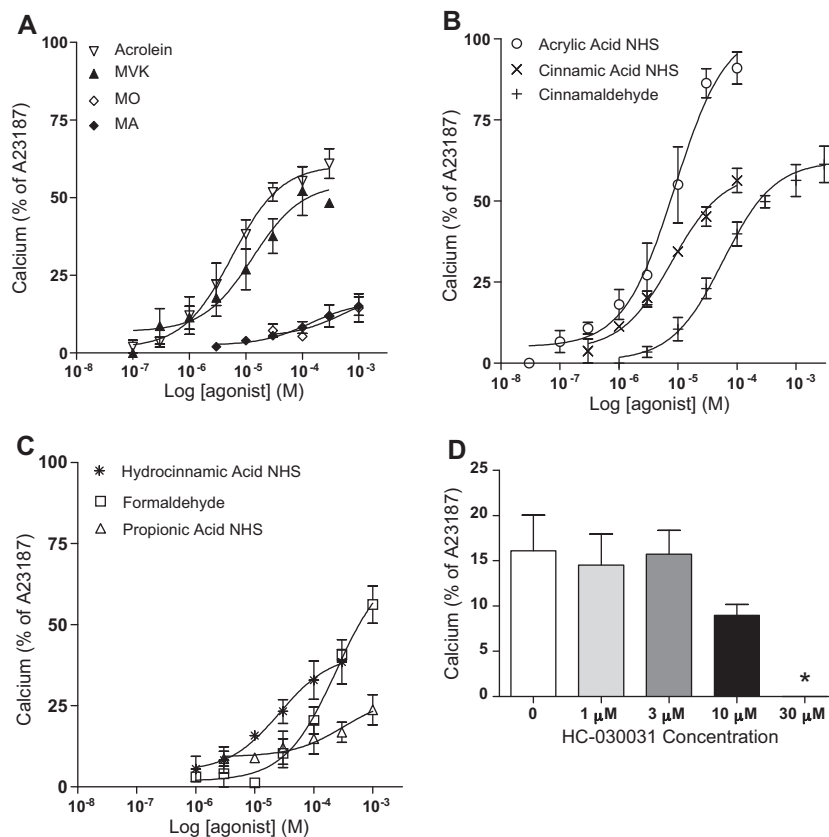 A
Acrolein
MVK
MO
MA
Calcium (% of A23187)
100
75
50
25
0
10⁻⁸ 10⁻⁷ 10⁻⁶ 10⁻⁵ 10⁻⁴ 10⁻³
Log [agonist] (M)
B
Acrylic Acid NHS
Cinnamic Acid NHS
Cinnamaldehyde
Calcium (% of A23187)
100
75
50
25
0
10⁻⁸ 10⁻⁷ 10⁻⁶ 10⁻⁵ 10⁻⁴ 10⁻³
Log [agonist] (M)
C
Hydrocinnamic Acid NHS
Formaldehyde
Propionic Acid NHS
Calcium (% of A23187)
100
75
50
25
0
10⁻⁸ 10⁻⁷ 10⁻⁶ 10⁻⁵ 10⁻⁴ 10⁻³
Log [agonist] (M)
D
Calcium (% of A23187)
25
20
15
10
5
0
*
0 1 μM 3 μM 10 μM 30 μM
HC-030031 Concentration